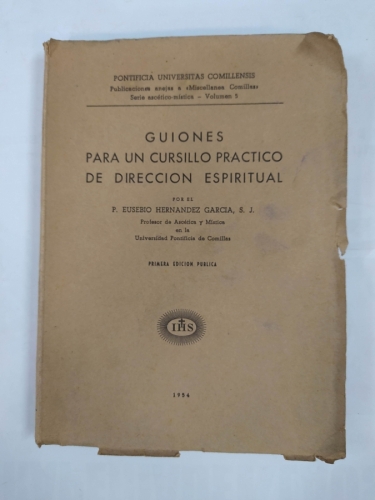 PONTIFICIA UNIVERSITAS COMILLENSIS
Publicaciones anejas a «Miscelánea Comillas»
Serie ascético-mística - Volumen 5
GUIONES
PARA UN CURSILLO PRACTICO
DE DIRECCION ESPIRITUAL
POR EL
P. EUSEBIO HERNANDEZ GARCIA, S. J.
Profesor de Ascética y Mística
en la
Universidad Pontificia de Comillas
PRIMERA EDICION PUBLICA
IHS
1954